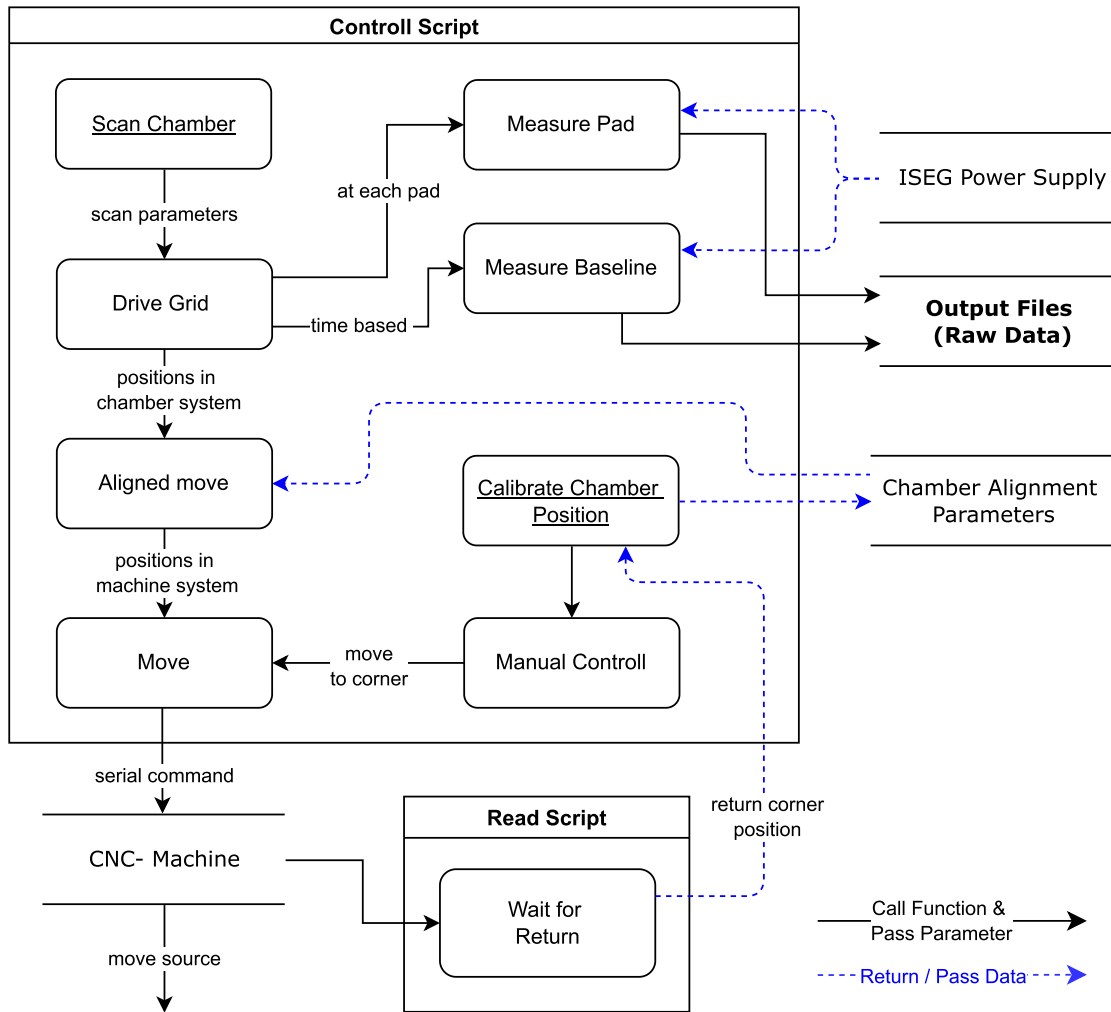 Controll Script
Scan Chamber
Measure Pad
ISEG Power Supply
at each pad
scan parameters
Measure Baseline
Drive Grid
time based
Output Files
(Raw Data)
positions in
chamber system
Aligned move
Calibrate Chamber
Position
Chamber Alignment
Parameters
positions in
machine system
Move
move
to corner
Manual Controll
serial command
return corner
position
Read Script
CNC- Machine
Wait for
Return
move source
Call Function &
Pass Parameter
Return / Pass Data